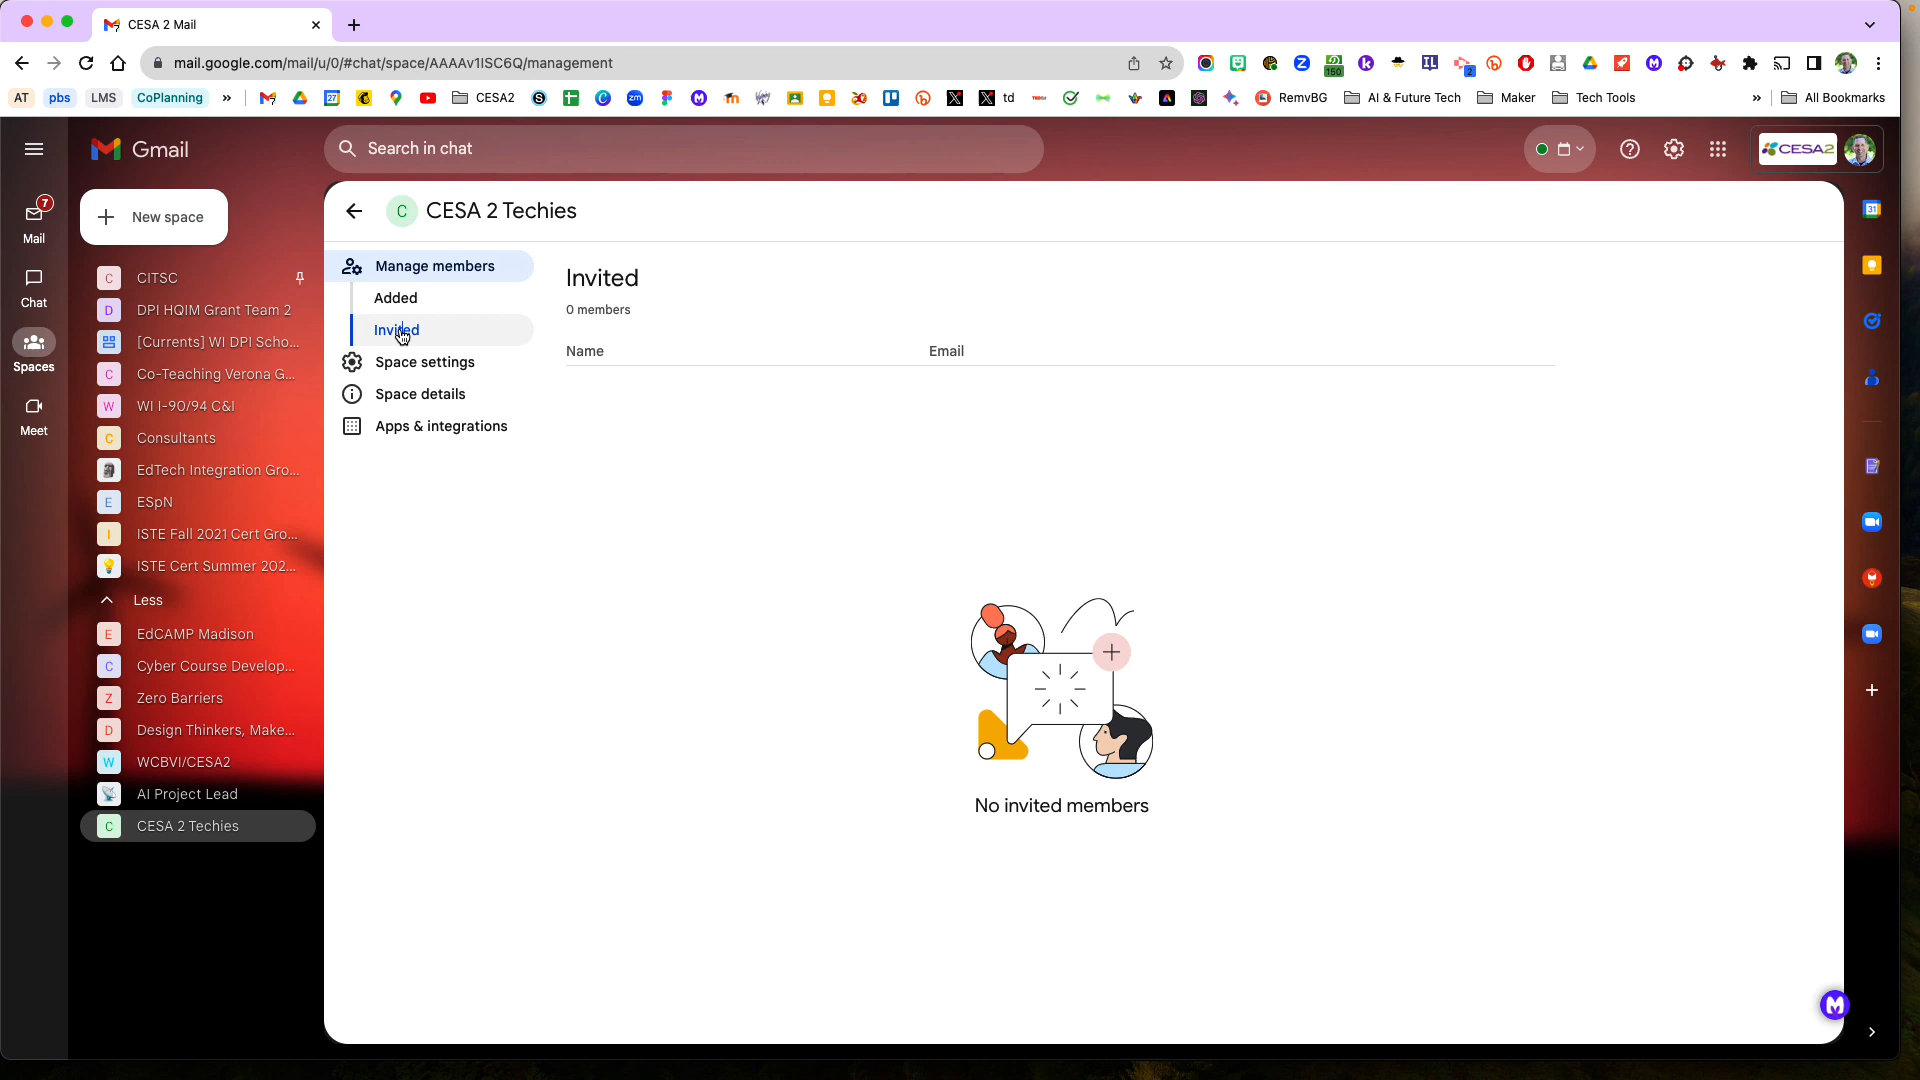 CESA 2 Mail
mail.google.com/mail/u/0/#chat/space/AAAAv1lSC6Q/management
AT pbs LMS CoPlanning CESA2 td RemvBG AI & Future Tech Maker Tech Tools All Bookmarks
Gmail
Search in chat
CESA2
7
Mail
Chat
Spaces
Meet
New space
C CITSC
D DPI HQIM Grant Team 2
[Currents] WI DPI Scho...
C Co-Teaching Verona G...
W WI I-90/94 C&I
C Consultants
EdTech Integration Gro...
E ESpN
I ISTE Fall 2021 Cert Gro...
ISTE Cert Summer 202...
Less
E EdCAMP Madison
C Cyber Course Develop...
Z Zero Barriers
D Design Thinkers, Make...
W WCBVI/CESA2
AI Project Lead
C CESA 2 Techies
C CESA 2 Techies
Manage members
Added
Invited
Space settings
Space details
Apps & integrations
Invited
0 members
Name Email
No invited members